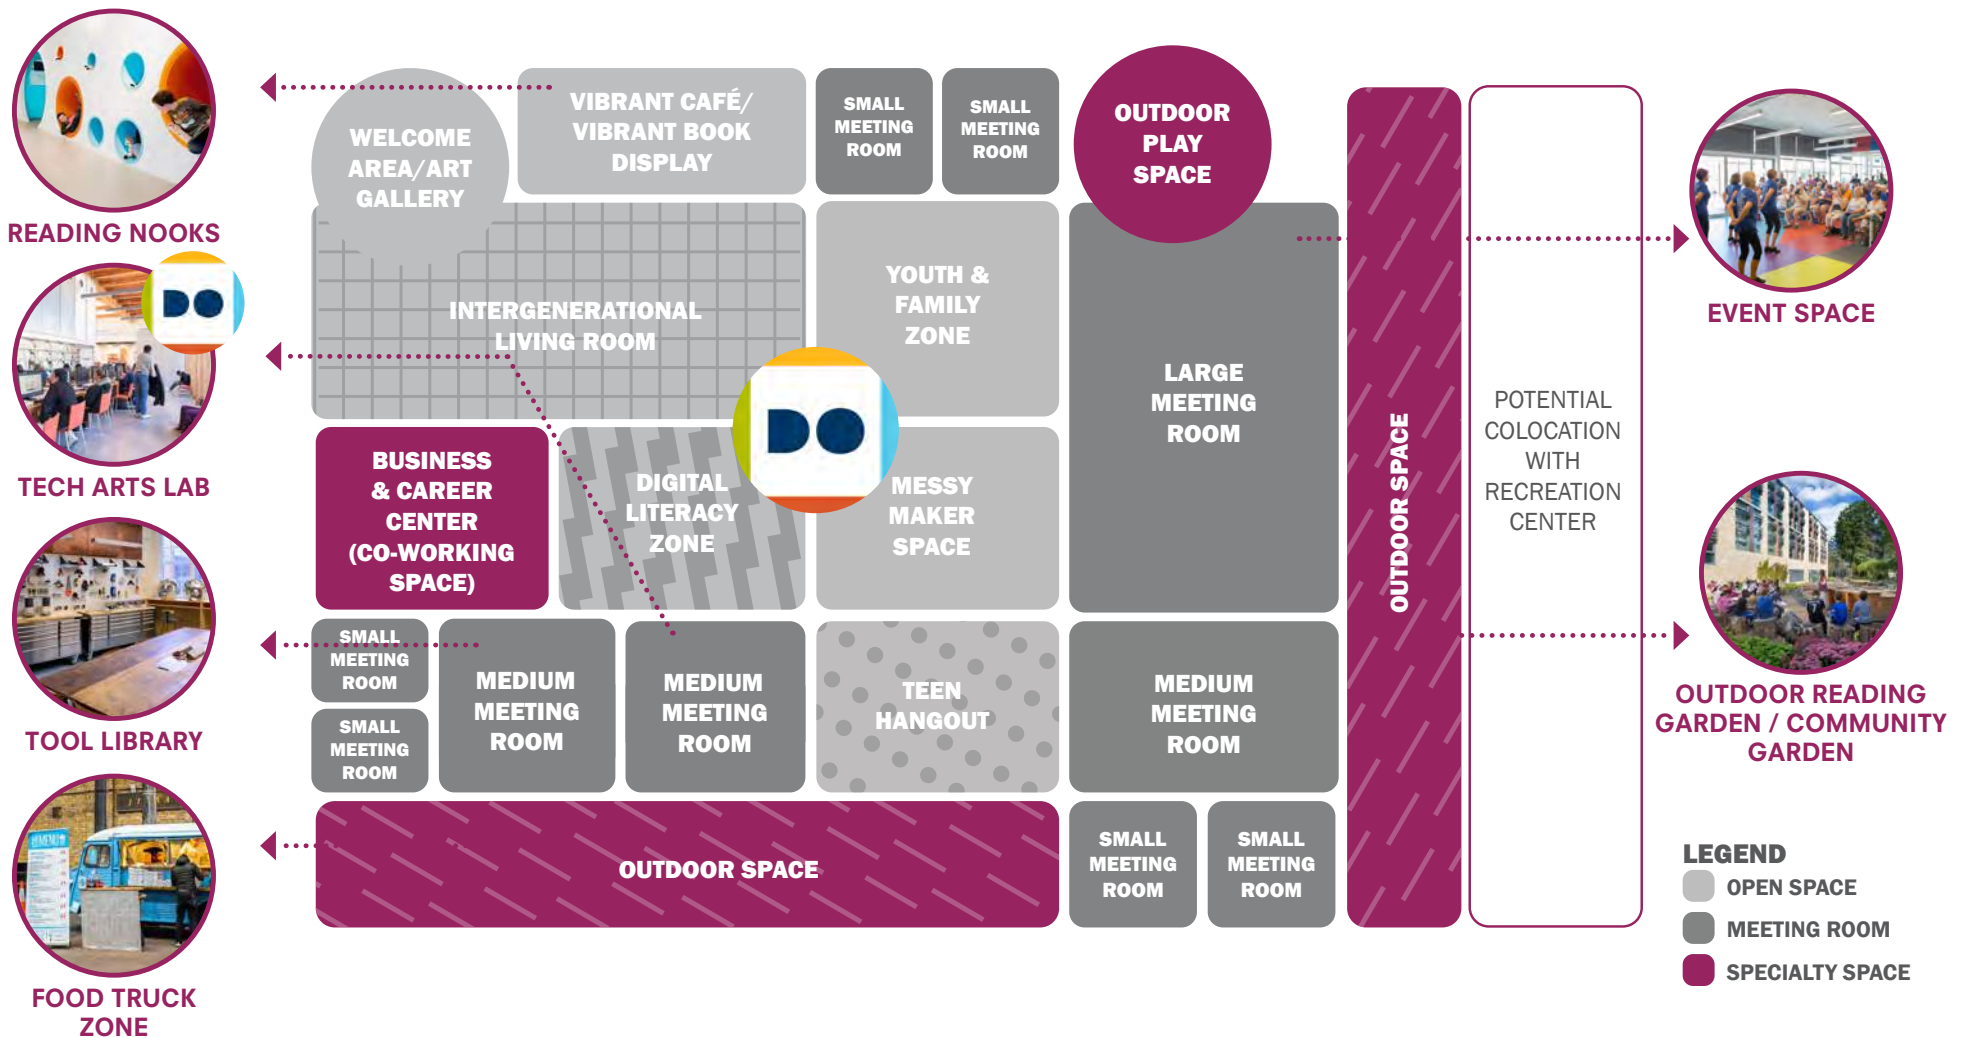 READING NOOKS
TECH ARTS LAB
TOOL LIBRARY
FOOD TRUCK
ZONE
WELCOME
AREA/ART
GALLERY
VIBRANT CAFÉ/
VIBRANT BOOK
DISPLAY
SMALL
MEETING
ROOM
SMALL
MEETING
ROOM
OUTDOOR
PLAY
SPACE
INTERGENERATIONAL
LIVING ROOM
YOUTH &
FAMILY
ZONE
LARGE
MEETING
ROOM
BUSINESS
& CAREER
CENTER
(CO-WORKING
SPACE)
DIGITAL
LITERACY
ZONE
DO
DO
MESSY
MAKER
SPACE
SMALL
MEETING
ROOM
SMALL
MEETING
ROOM
MEDIUM
MEETING
ROOM
MEDIUM
MEETING
ROOM
TEEN
HANGOUT
MEDIUM
MEETING
ROOM
OUTDOOR SPACE
SMALL
MEETING
ROOM
SMALL
MEETING
ROOM
OUTDOOR SPACE
POTENTIAL
COLOCATION
WITH
RECREATION
CENTER
EVENT SPACE
OUTDOOR READING
GARDEN / COMMUNITY
GARDEN
LEGEND
OPEN SPACE
MEETING ROOM
SPECIALTY SPACE